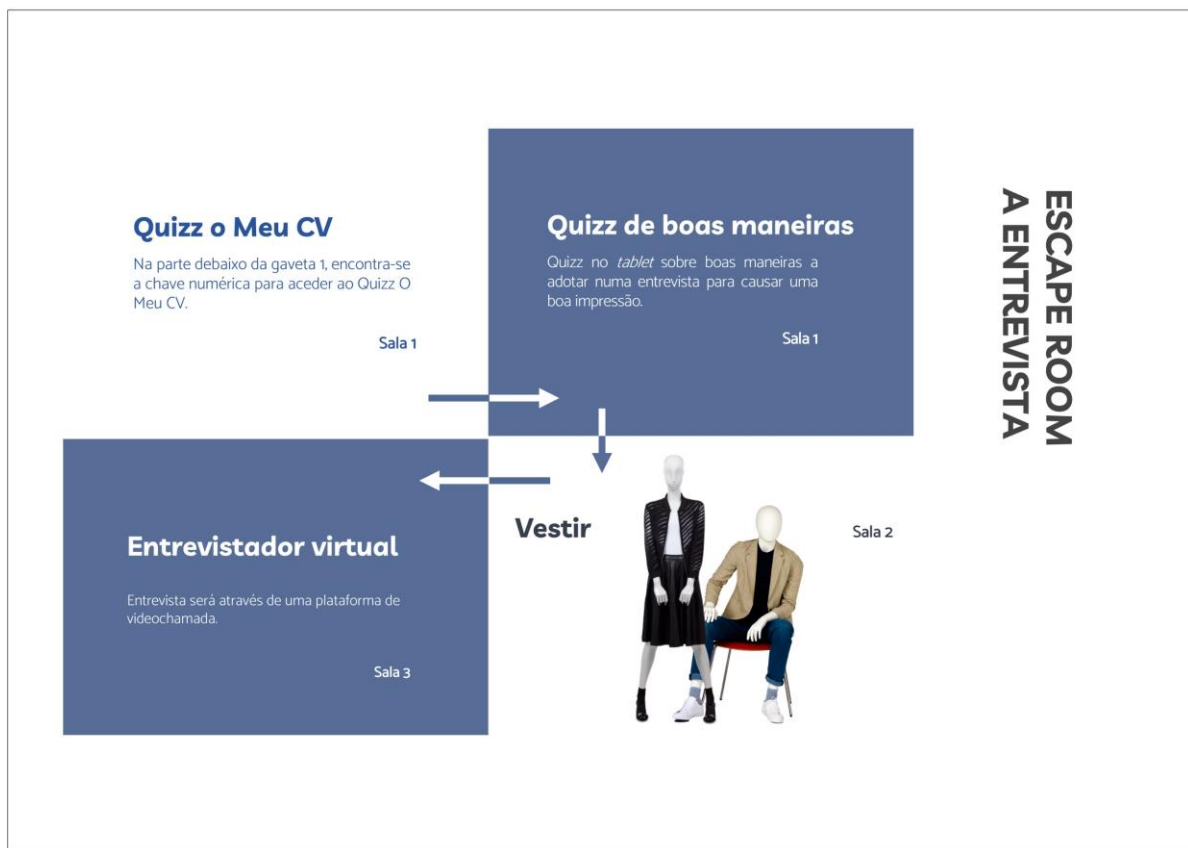 ESCAPE ROOM
A ENTREVISTA
Quizz o Meu CV
Na parte debaixo da gaveta 1, encontra-se
a chave numérica para aceder ao Quizz O
Meu CV.
Sala 1
Quizz de boas maneiras
Quizz no tablet sobre boas maneiras a
adotar numa entrevista para causar uma
boa impressão.
Sala 1
Vestir
Sala 2
Entrevistador virtual
Entrevista será através de uma plataforma de
videochamada.
Sala 3